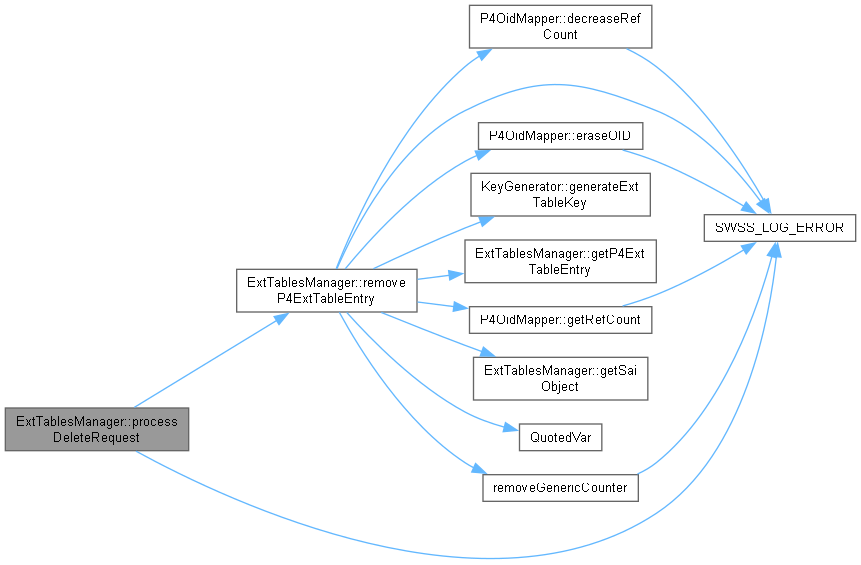 P4OidMapper::decreaseRef
Count
P4OidMapper::eraseOID
KeyGenerator::generateExt
TableKey
SWSS_LOG_ERROR
ExtTablesManager::getP4Ext
TableEntry
ExtTablesManager::remove
P4ExtTableEntry
P4OidMapper::getRefCount
ExtTablesManager::getSai
Object
ExtTablesManager::process
DeleteRequest
QuotedVar
removeGenericCounter